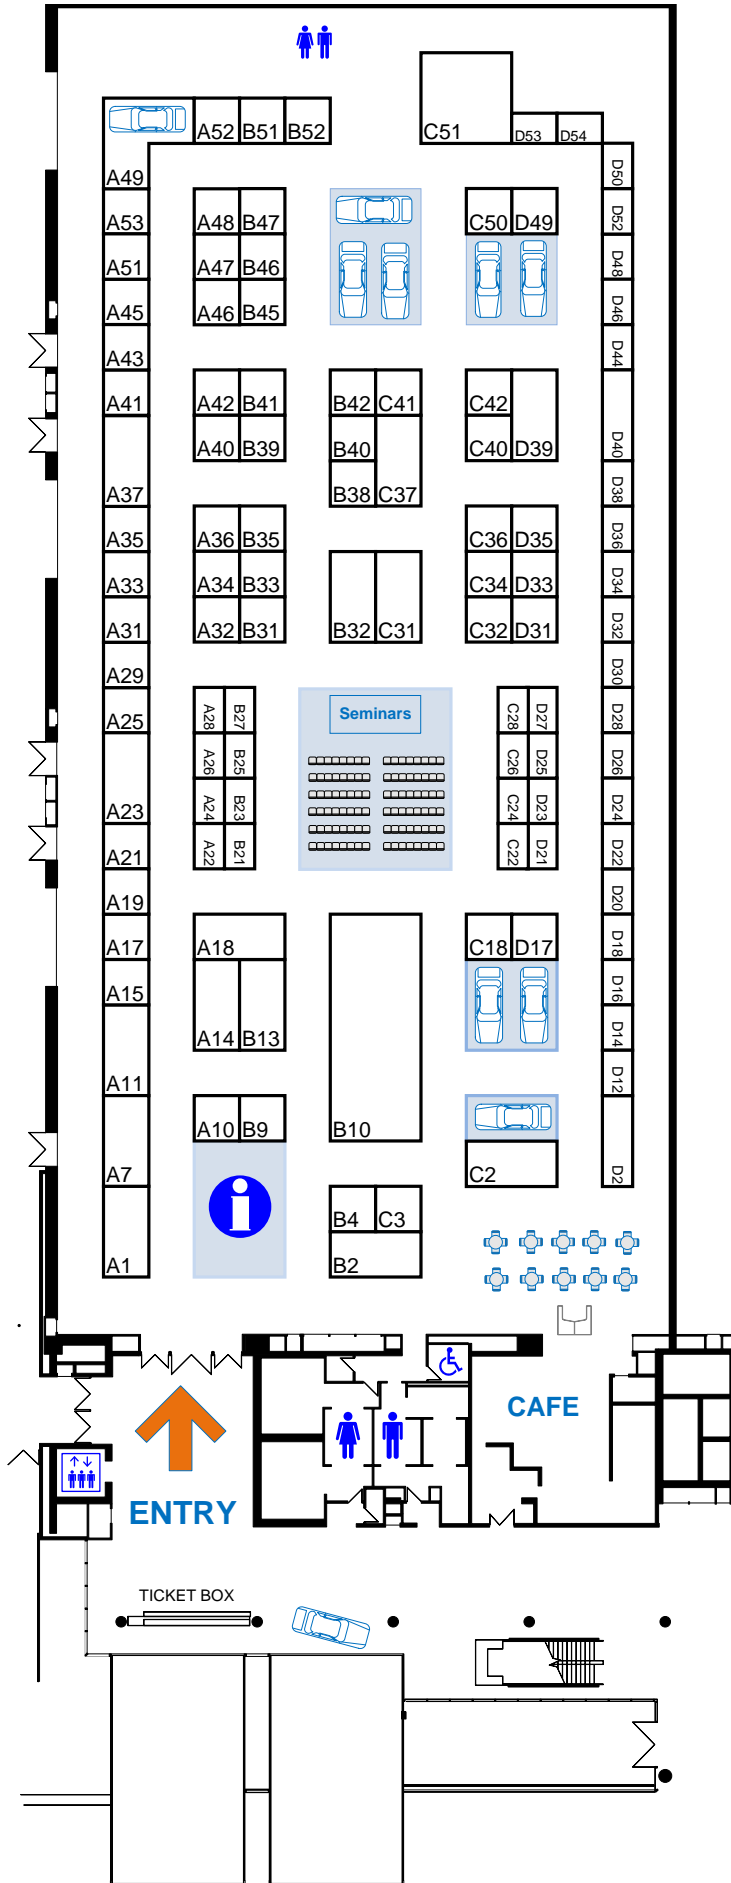 A52 B51 B52 C51 D53 D54
A49 D50
A53 A48 B47 C50 D49 D52
A51 A47 B46 D48
A45 A46 B45 D46
A43 D44
A41 A42 B41 B42 C41 C42
A40 B39 B40 C40 D39 D40
A37 B38 C37 D38
A35 A36 B35 C36 D35 D36
A33 A34 B33 C34 D33 D34
A31 A32 B31 B32 C31 C32 D31 D32
A29 D30
A25 A28 B27 Seminars C28 D27 D28
A26 B25 C26 D25 D26
A23 A24 B23 C24 D23 D24
A21 A22 B21 C22 D21 D22
A19 D20
A17 A18 C18 D17 D18
A15 D16
A14 B13 D14
A11 D12
A10 B9 B10
A7 C2 D2
B4 C3
A1 B2
CAFE
ENTRY
TICKET BOX